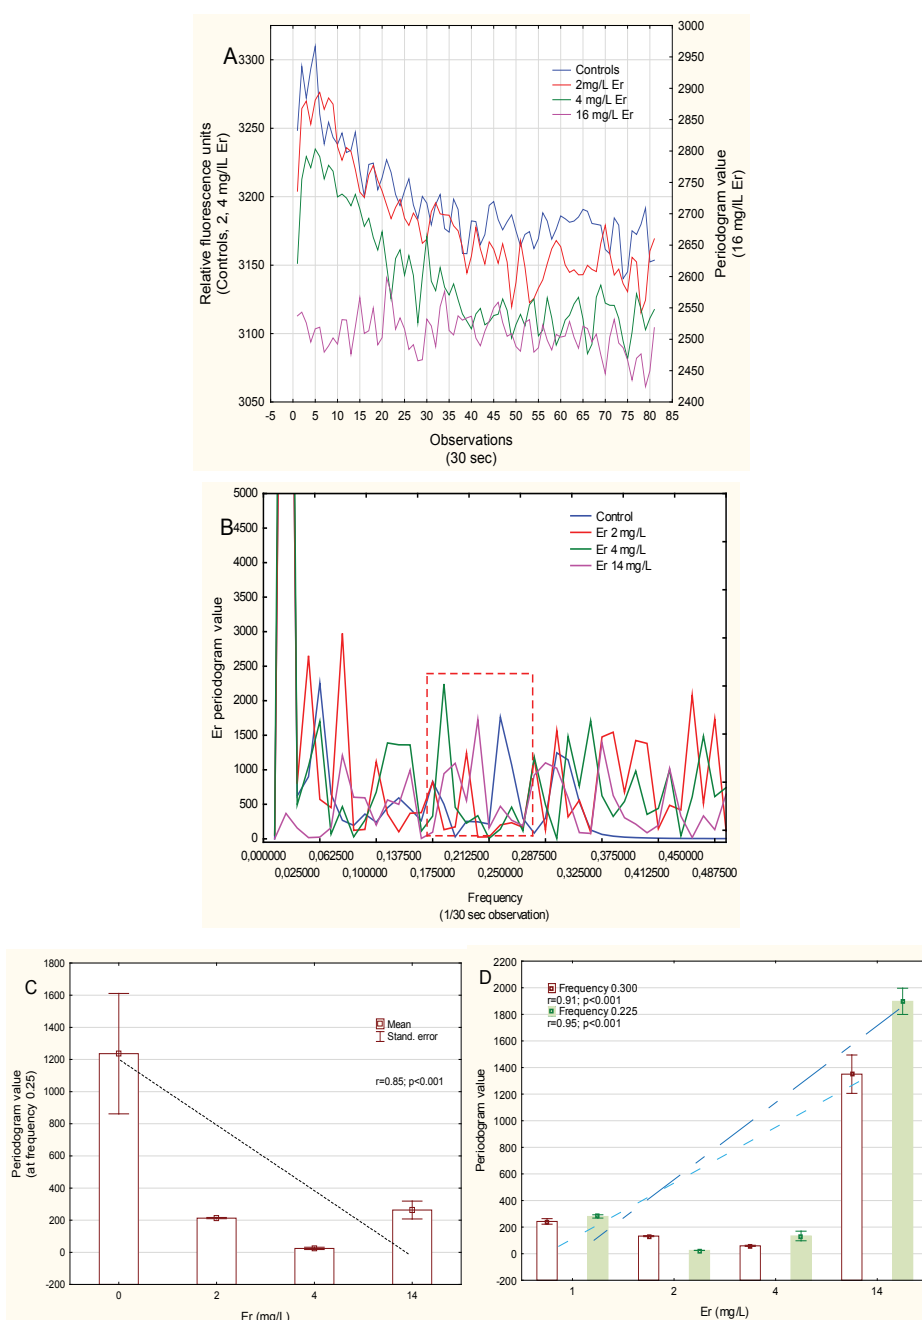 A
Relative fluorescence units
(Controls, 2, 4 mg/lL Er)
3300
3250
3200
3150
3100
3050
Controls
2mg/L Er
4 mg/L Er
16 mg/L Er
3000
2950
2900
2850
2800
2750
2700
2650
2600
2550
2500
2450
2400
Periodogram value
(16 mg/lL Er)
-5 0 5 10 15 20 25 30 35 40 45 50 55 60 65 70 75 80 85
Observations
(30 sec)
B
Er periodogram value
5000
4500
4000
3500
3000
2500
2000
1500
1000
500
0
Control
Er 2 mg/L
Er 4 mg/L
Er 14 mg/L
0,000000 0,062500 0,137500 0,212500 0,287500 0,375000 0,450000
0,025000 0,100000 0,175000 0,250000 0,325000 0,412500 0,487500
Frequency
(1/30 sec observation)
C
Periodogram value
(at frequency 0.25)
1800
1600
1400
1200
1000
800
600
400
200
0
-200
Mean
Stand. error
r=0.85; p<0.001
0 2 4 14
Er (mg/L)
D
Periodogram value
2200
2000
1800
1600
1400
1200
1000
800
600
400
200
0
-200
Frequency 0.300
r=0.91; p<0.001
Frequency 0.225
r=0.95; p<0.001
1 2 4 14
Er (mg/L)